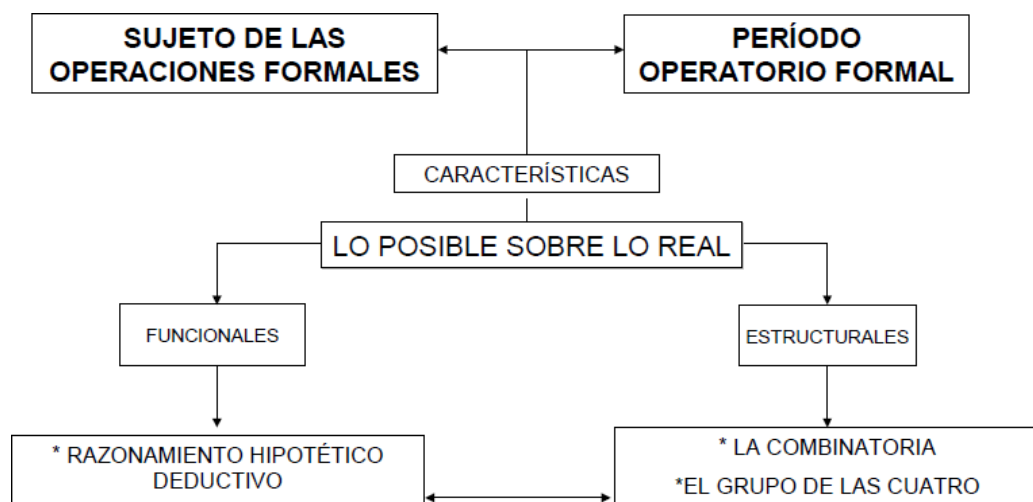 SUJETO DE LAS
OPERACIONES FORMALES
PERÍODO
OPERATORIO FORMAL
CARACTERÍSTICAS
LO POSIBLE SOBRE LO REAL
FUNCIONALES
ESTRUCTURALES
* RAZONAMIENTO HIPOTÉTICO
DEDUCTIVO
* LA COMBINATORIA
*EL GRUPO DE LAS CUATRO